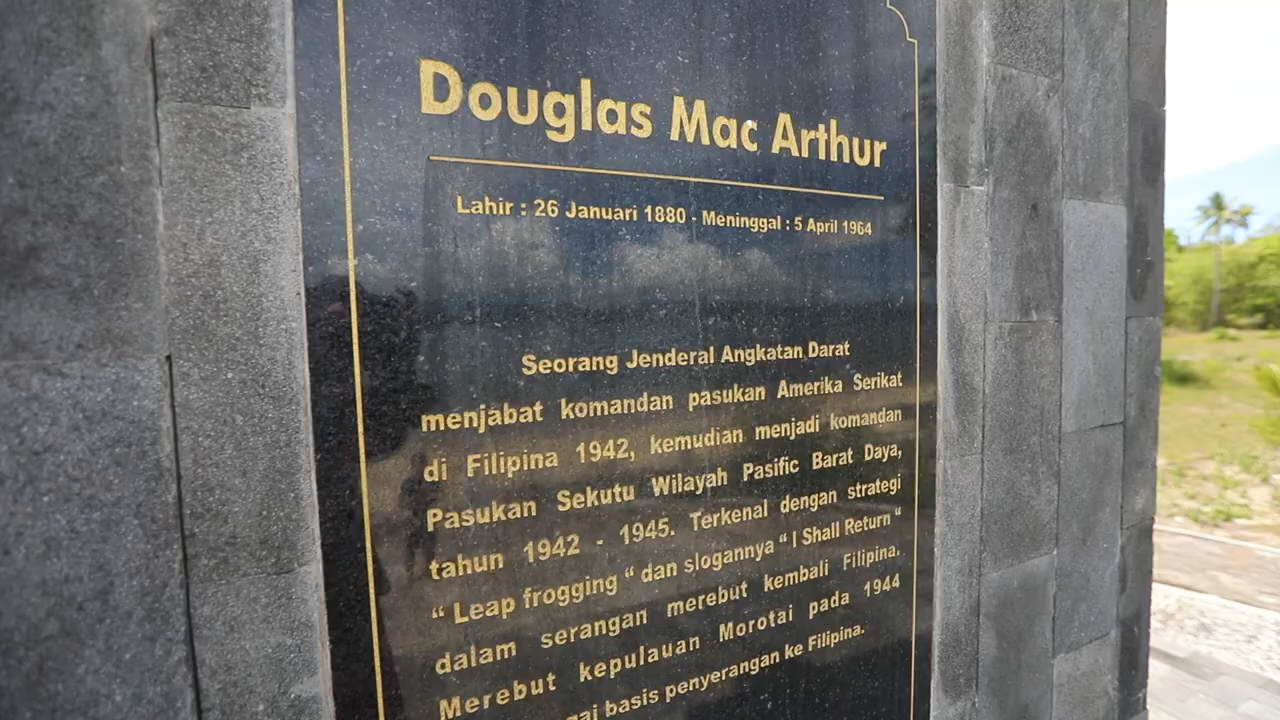 Douglas Mac Arthur
Lahir : 26 Januari 1880 - Meninggal : 5 April 1964
Seorang Jenderal Angkatan Darat
menjabat komandan pasukan Amerika Serikat
di Filipina 1942, kemudian menjadi komandan
Pasukan Sekutu Wilayah Pasific Barat Daya,
tahun 1942 - 1945. Terkenal dengan strategi
“ Leap frogging “ dan slogannya “ I Shall Return “
dalam serangan merebut kembali Filipina.
Merebut kepulauan Morotai pada 1944
basis penyerangan ke Filipina.